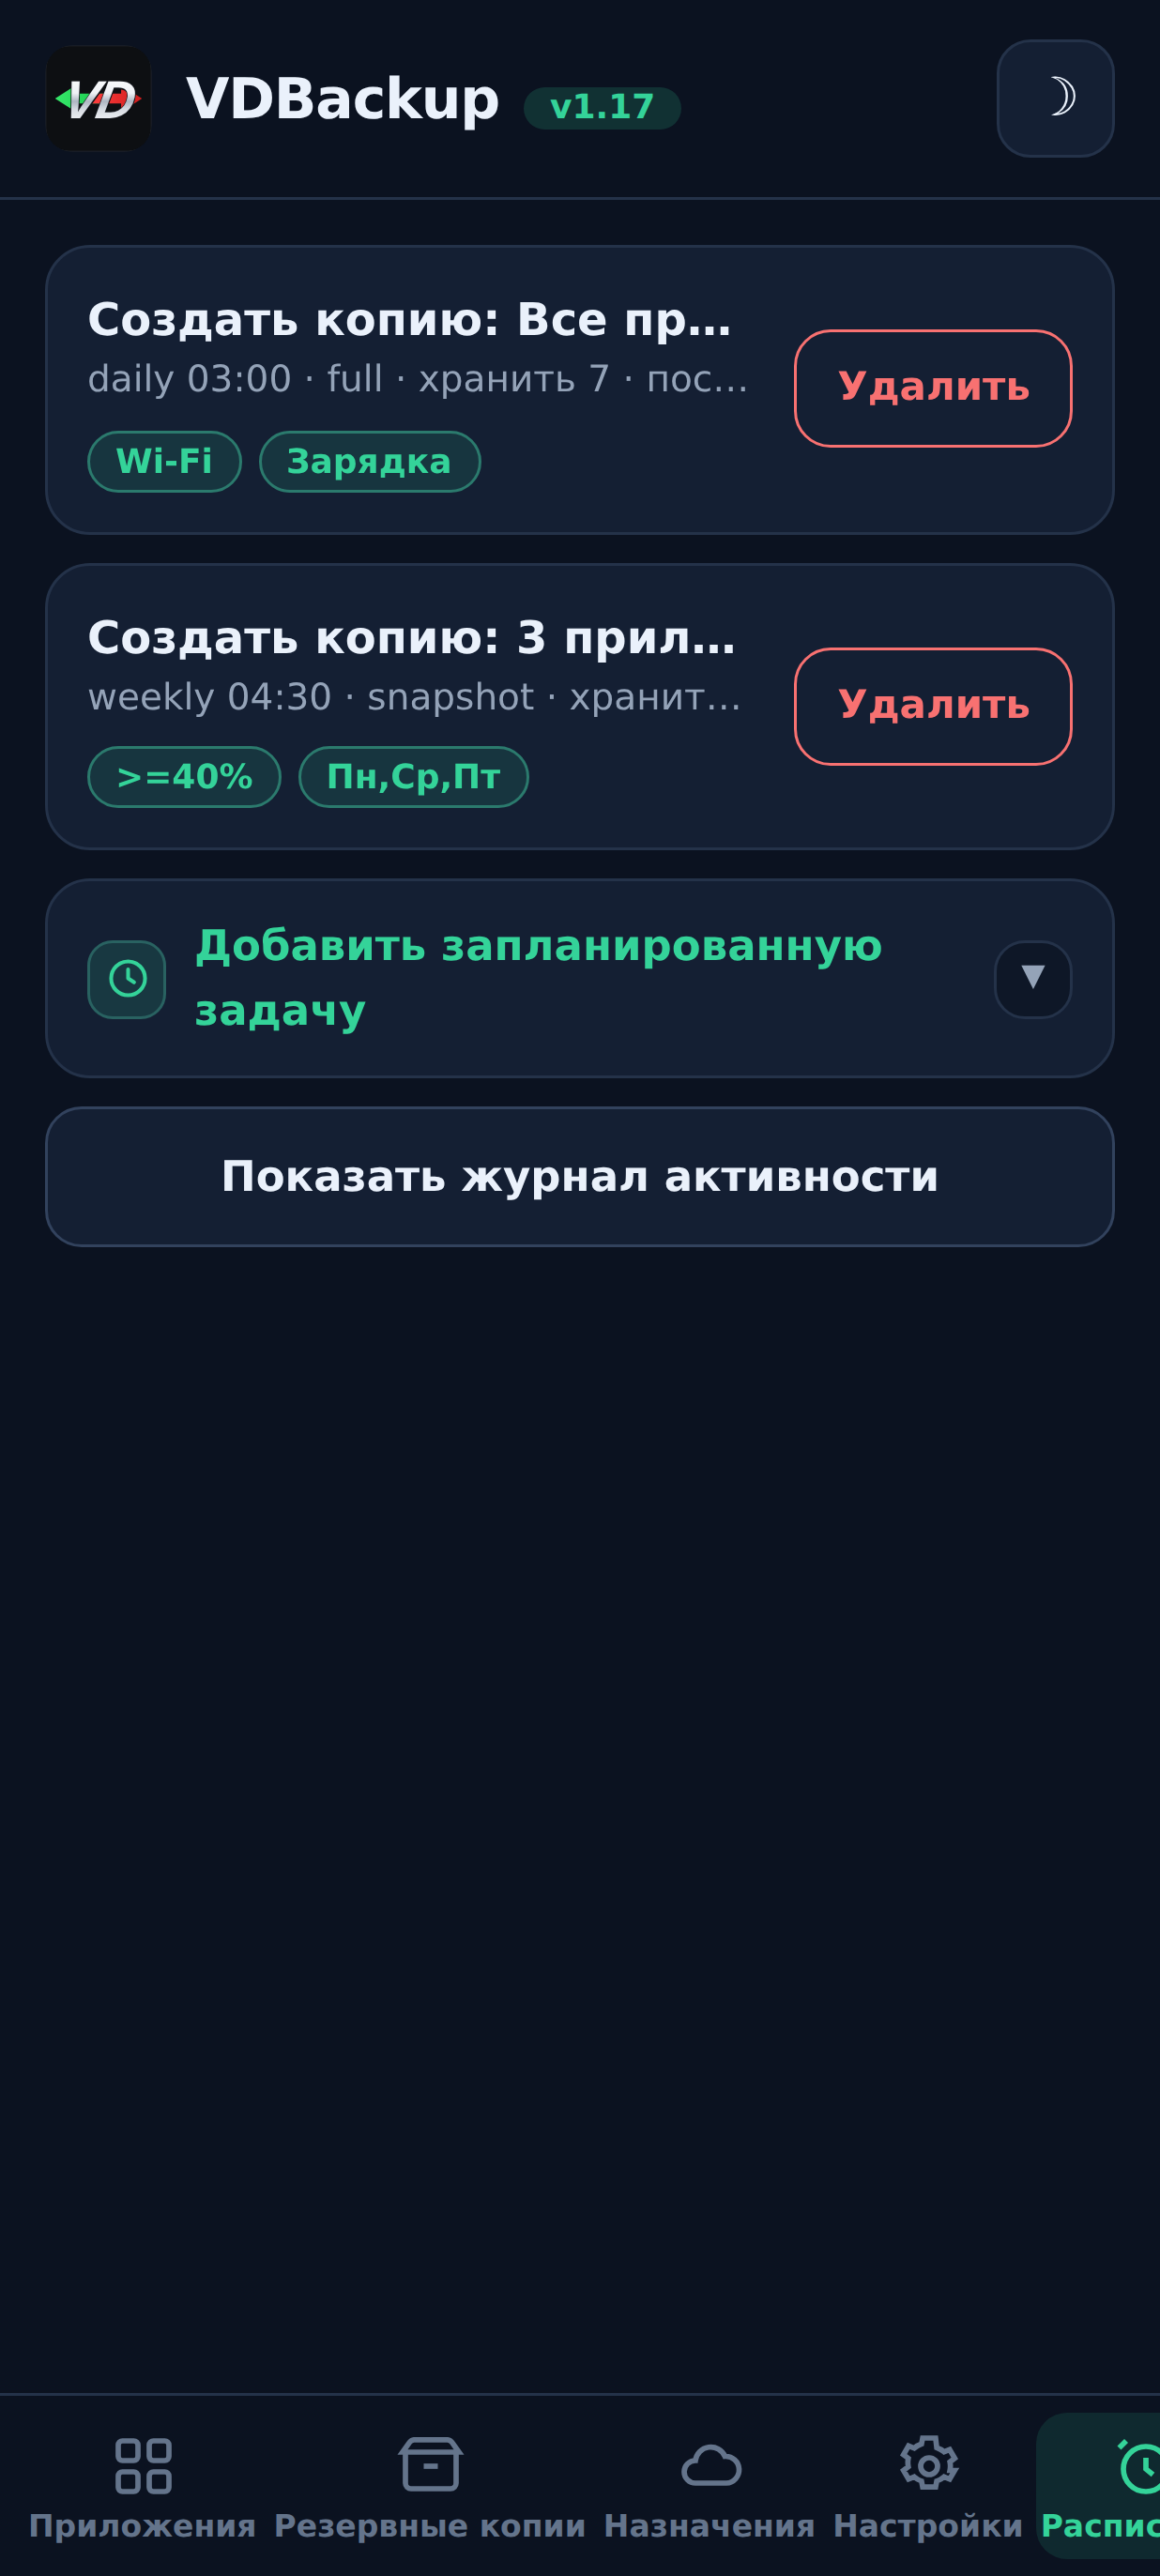 VD
VDBackup v1.17
Создать копию: Все пр...
daily 03:00 · full · хранить 7 · пос...
Удалить
Wi-Fi Зарядка
Создать копию: 3 прил...
weekly 04:30 · snapshot · хранит...
Удалить
>=40% Пн,Ср,Пт
Добавить запланированную
задачу
Показать журнал активности
Приложения Резервные копии Назначения Настройки Распис